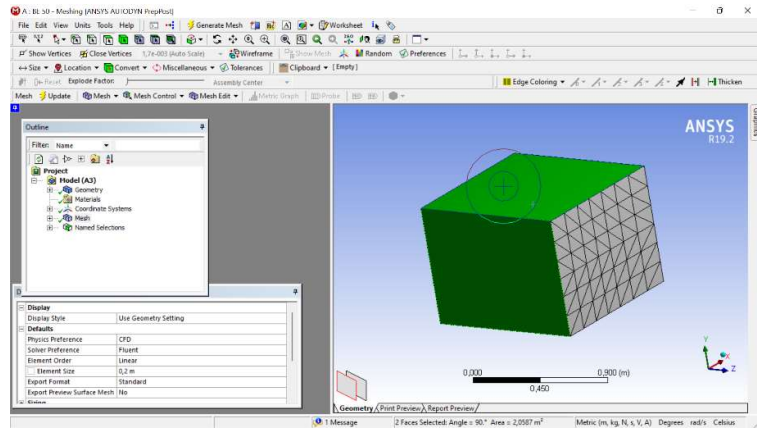 A : BE 50 - Meshing [ANSYS AUTODYN PrepPost]
File Edit View Units Tools Help Generate Mesh Worksheet
Show Vertices Close Vertices 1,7e-003 (Auto Scale) Wireframe Show Mesh Random Preferences
Size Location Convert Miscellaneous Tolerances Clipboard [Empty]
Reset Explode Factor: Assembly Center Edge Coloring Thicken
Mesh Update Mesh Mesh Control Mesh Edit Metric Graph Probe
Outline
Filter: Name
Project
Model (A3)
Geometry
Materials
Coordinate Systems
Mesh
Named Selections
D
Display
Display Style Use Geometry Setting
Defaults
Physics Preference CFD
Solver Preference Fluent
Element Order Linear
Element Size 0,2 m
Export Format Standard
Export Preview Surface Mesh No
Sizing
ANSYS
R19.2
Graphics
0,000 0,900 (m)
0,450
Y
X
Z
Geometry Print Preview Report Preview
1 Message 2 Faces Selected: Angle = 90.° Area = 2,0587 m² Metric (m, kg, N, s, V, A) Degrees rad/s Celsius